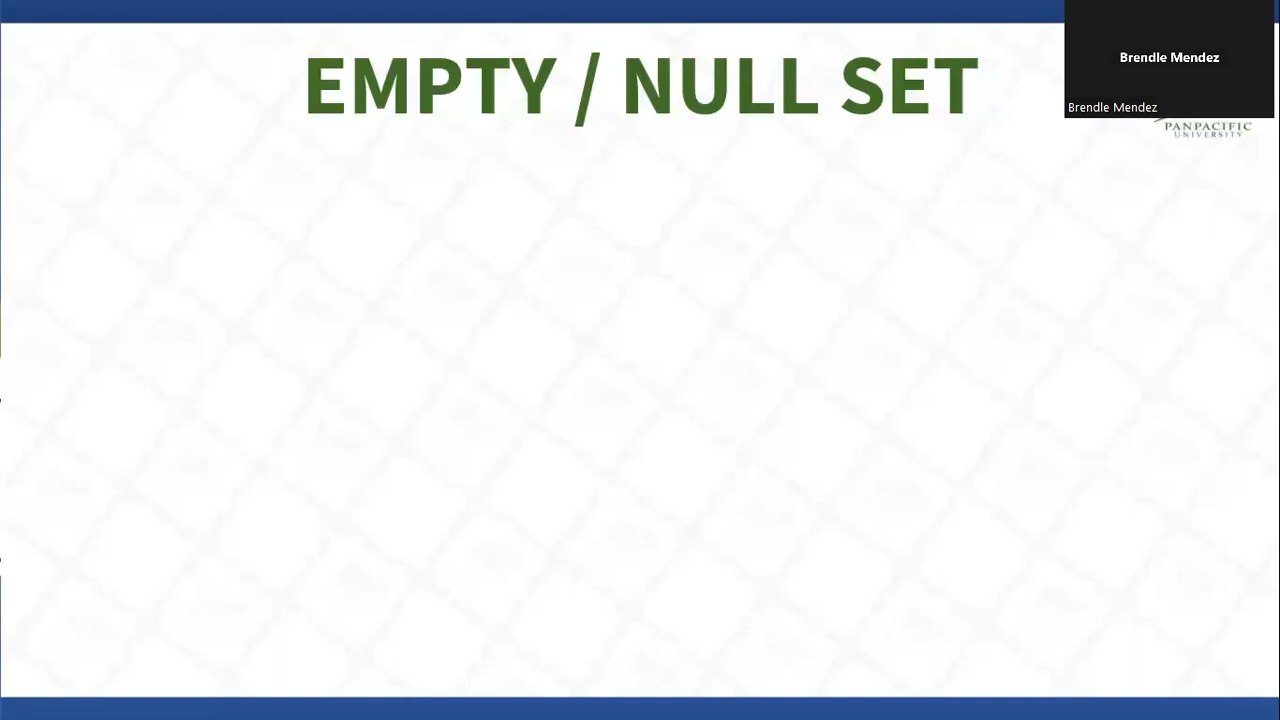 EMPTY / NULL SET
Brendle Mendez
Brendle Mendez
PANPACIFIC
UNIVERSITY